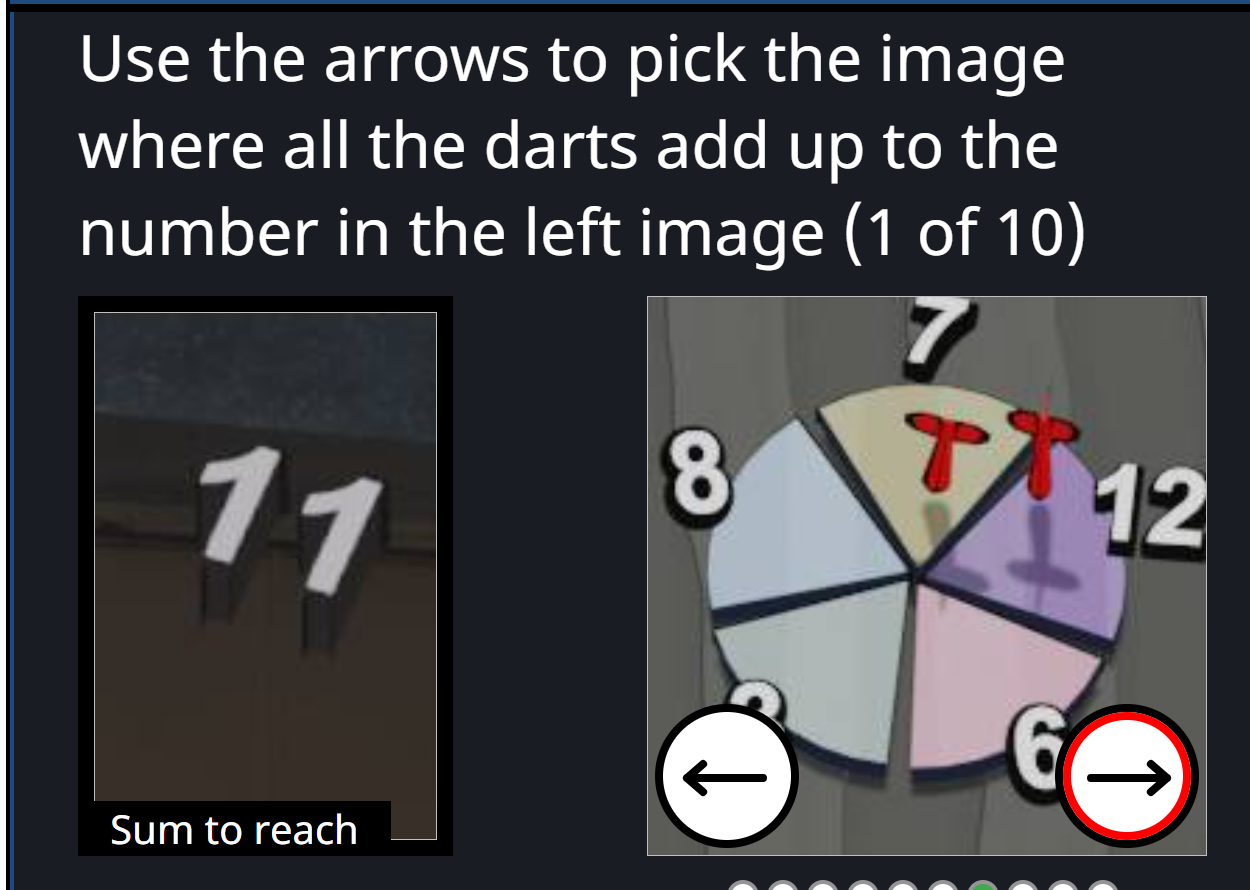 Use the arrows to pick the image
where all the darts add up to the
number in the left image (1 of 10)
11
7
8
12
6
Sum to reach